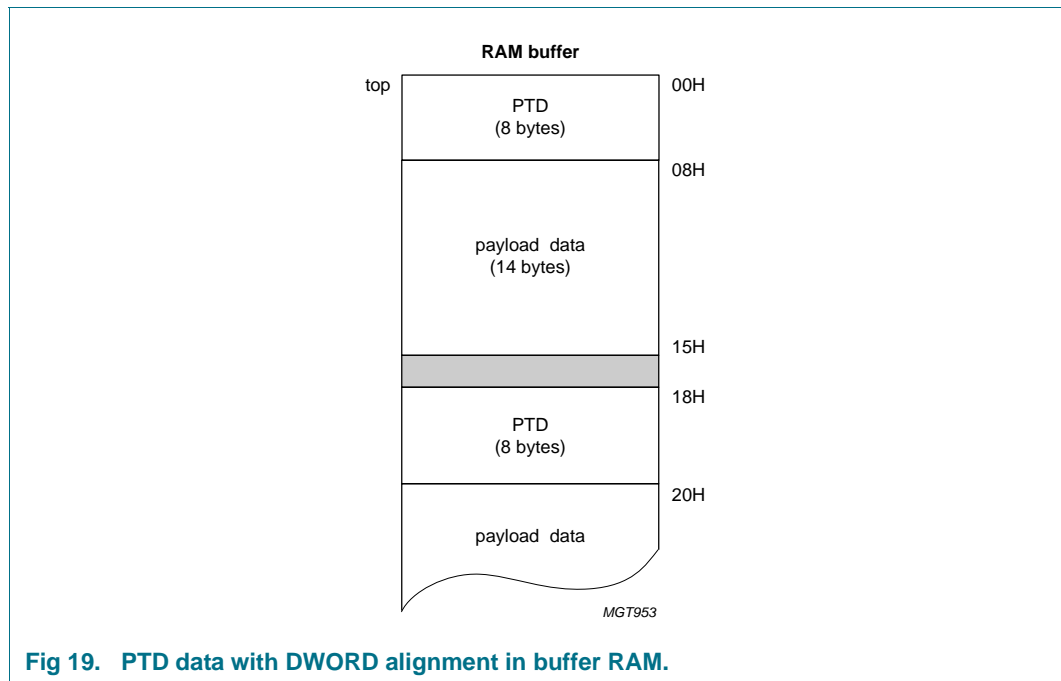 RAM buffer
top
00H
PTD
(8 bytes)
08H
payload data
(14 bytes)
15H
18H
PTD
(8 bytes)
20H
payload data
MGT953
Fig 19. PTD data with DWORD alignment in buffer RAM.